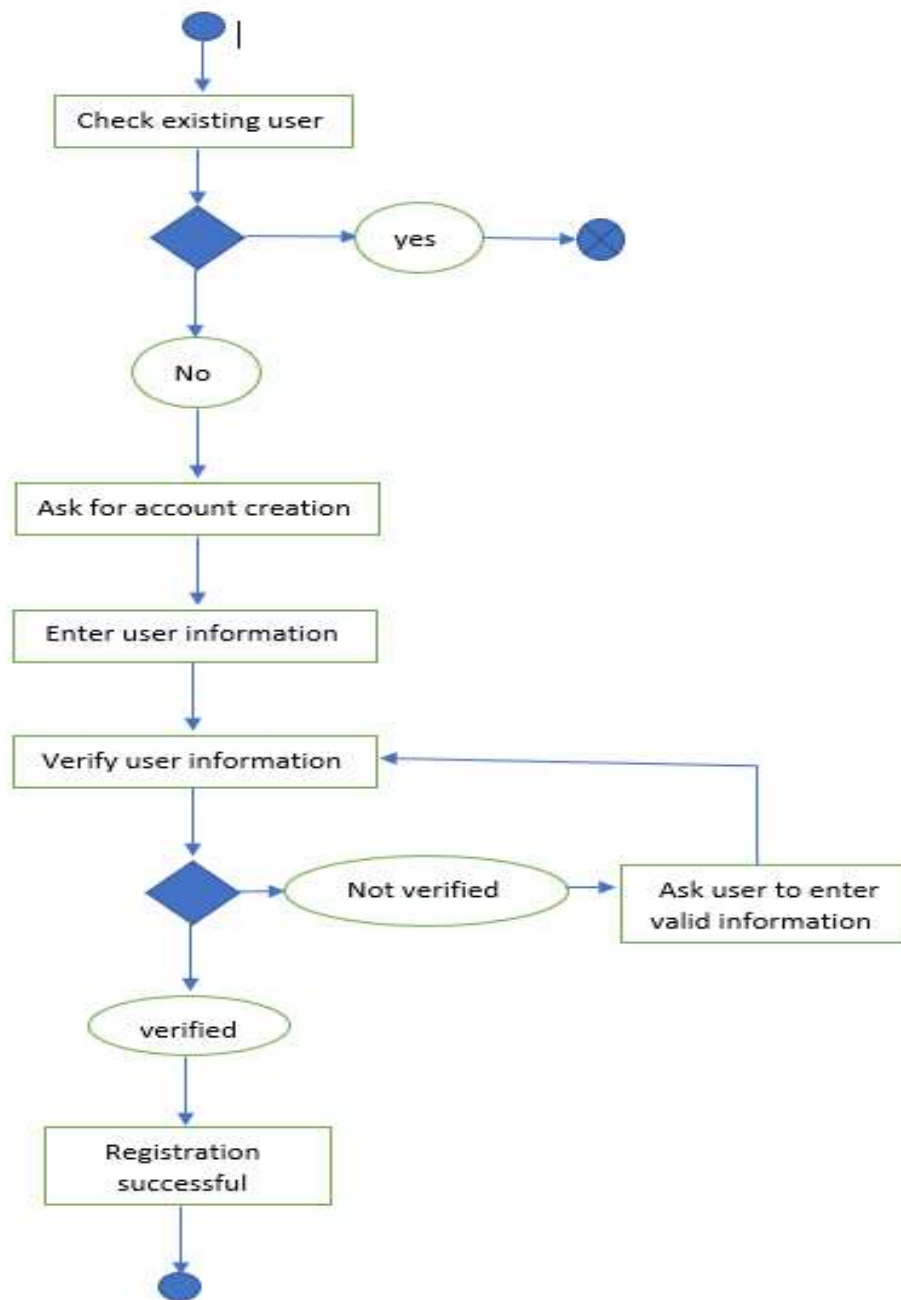 Check existing user
yes
No
Ask for account creation
Enter user information
Verify user information
Not verified
Ask user to enter
valid information
verified
Registration
successful